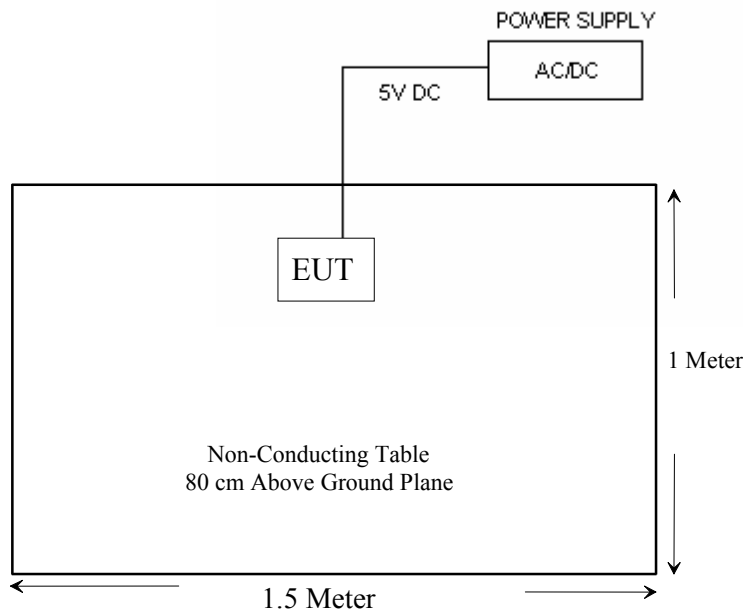 POWER SUPPLY
AC/DC
5V DC
EUT
1 Meter
Non-Conducting Table
80 cm Above Ground Plane
1.5 Meter